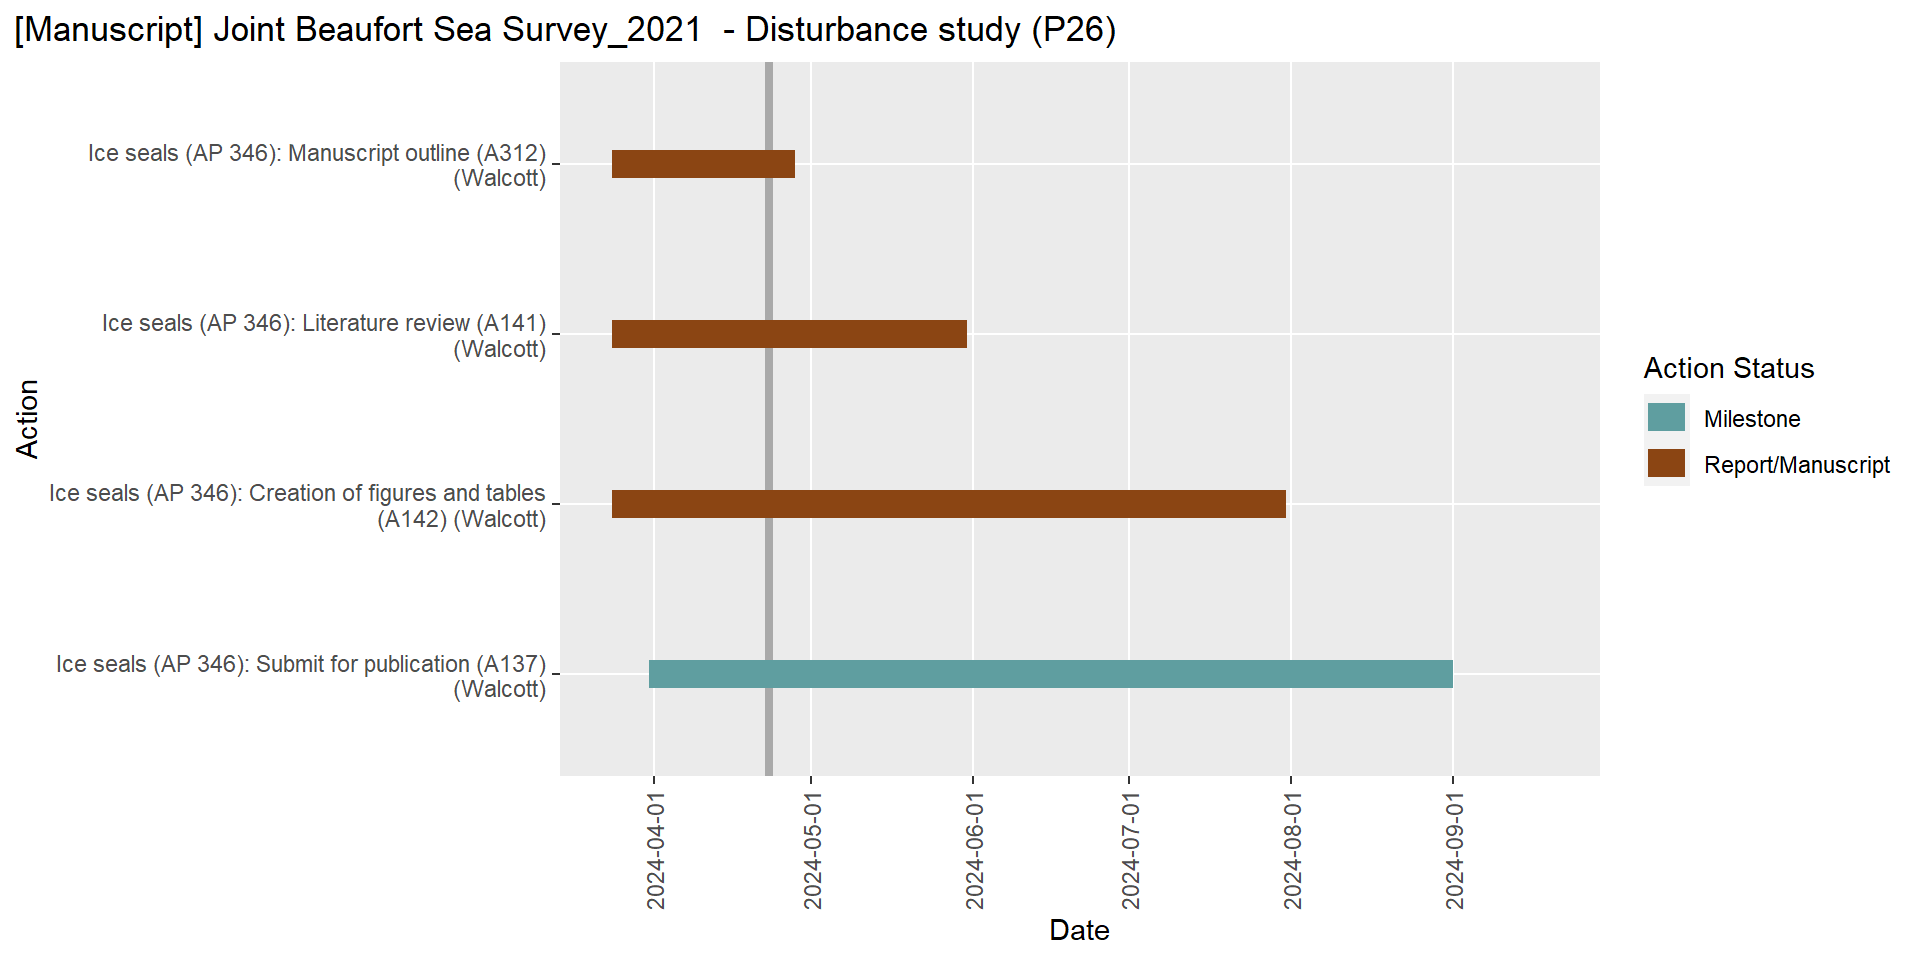 [Manuscript] Joint Beaufort Sea Survey_2021  - Disturbance study (P26)
Ice seals (AP 346): Manuscript outline (A312)
(Walcott)
Ice seals (AP 346): Literature review (A141)
(Walcott)
Ice seals (AP 346): Creation of figures and tables
(A142) (Walcott)
Ice seals (AP 346): Submit for publication (A137)
(Walcott)
Action
2024-04-01
2024-05-01
2024-06-01
2024-07-01
2024-08-01
2024-09-01
Date
Action Status
Milestone
Report/Manuscript